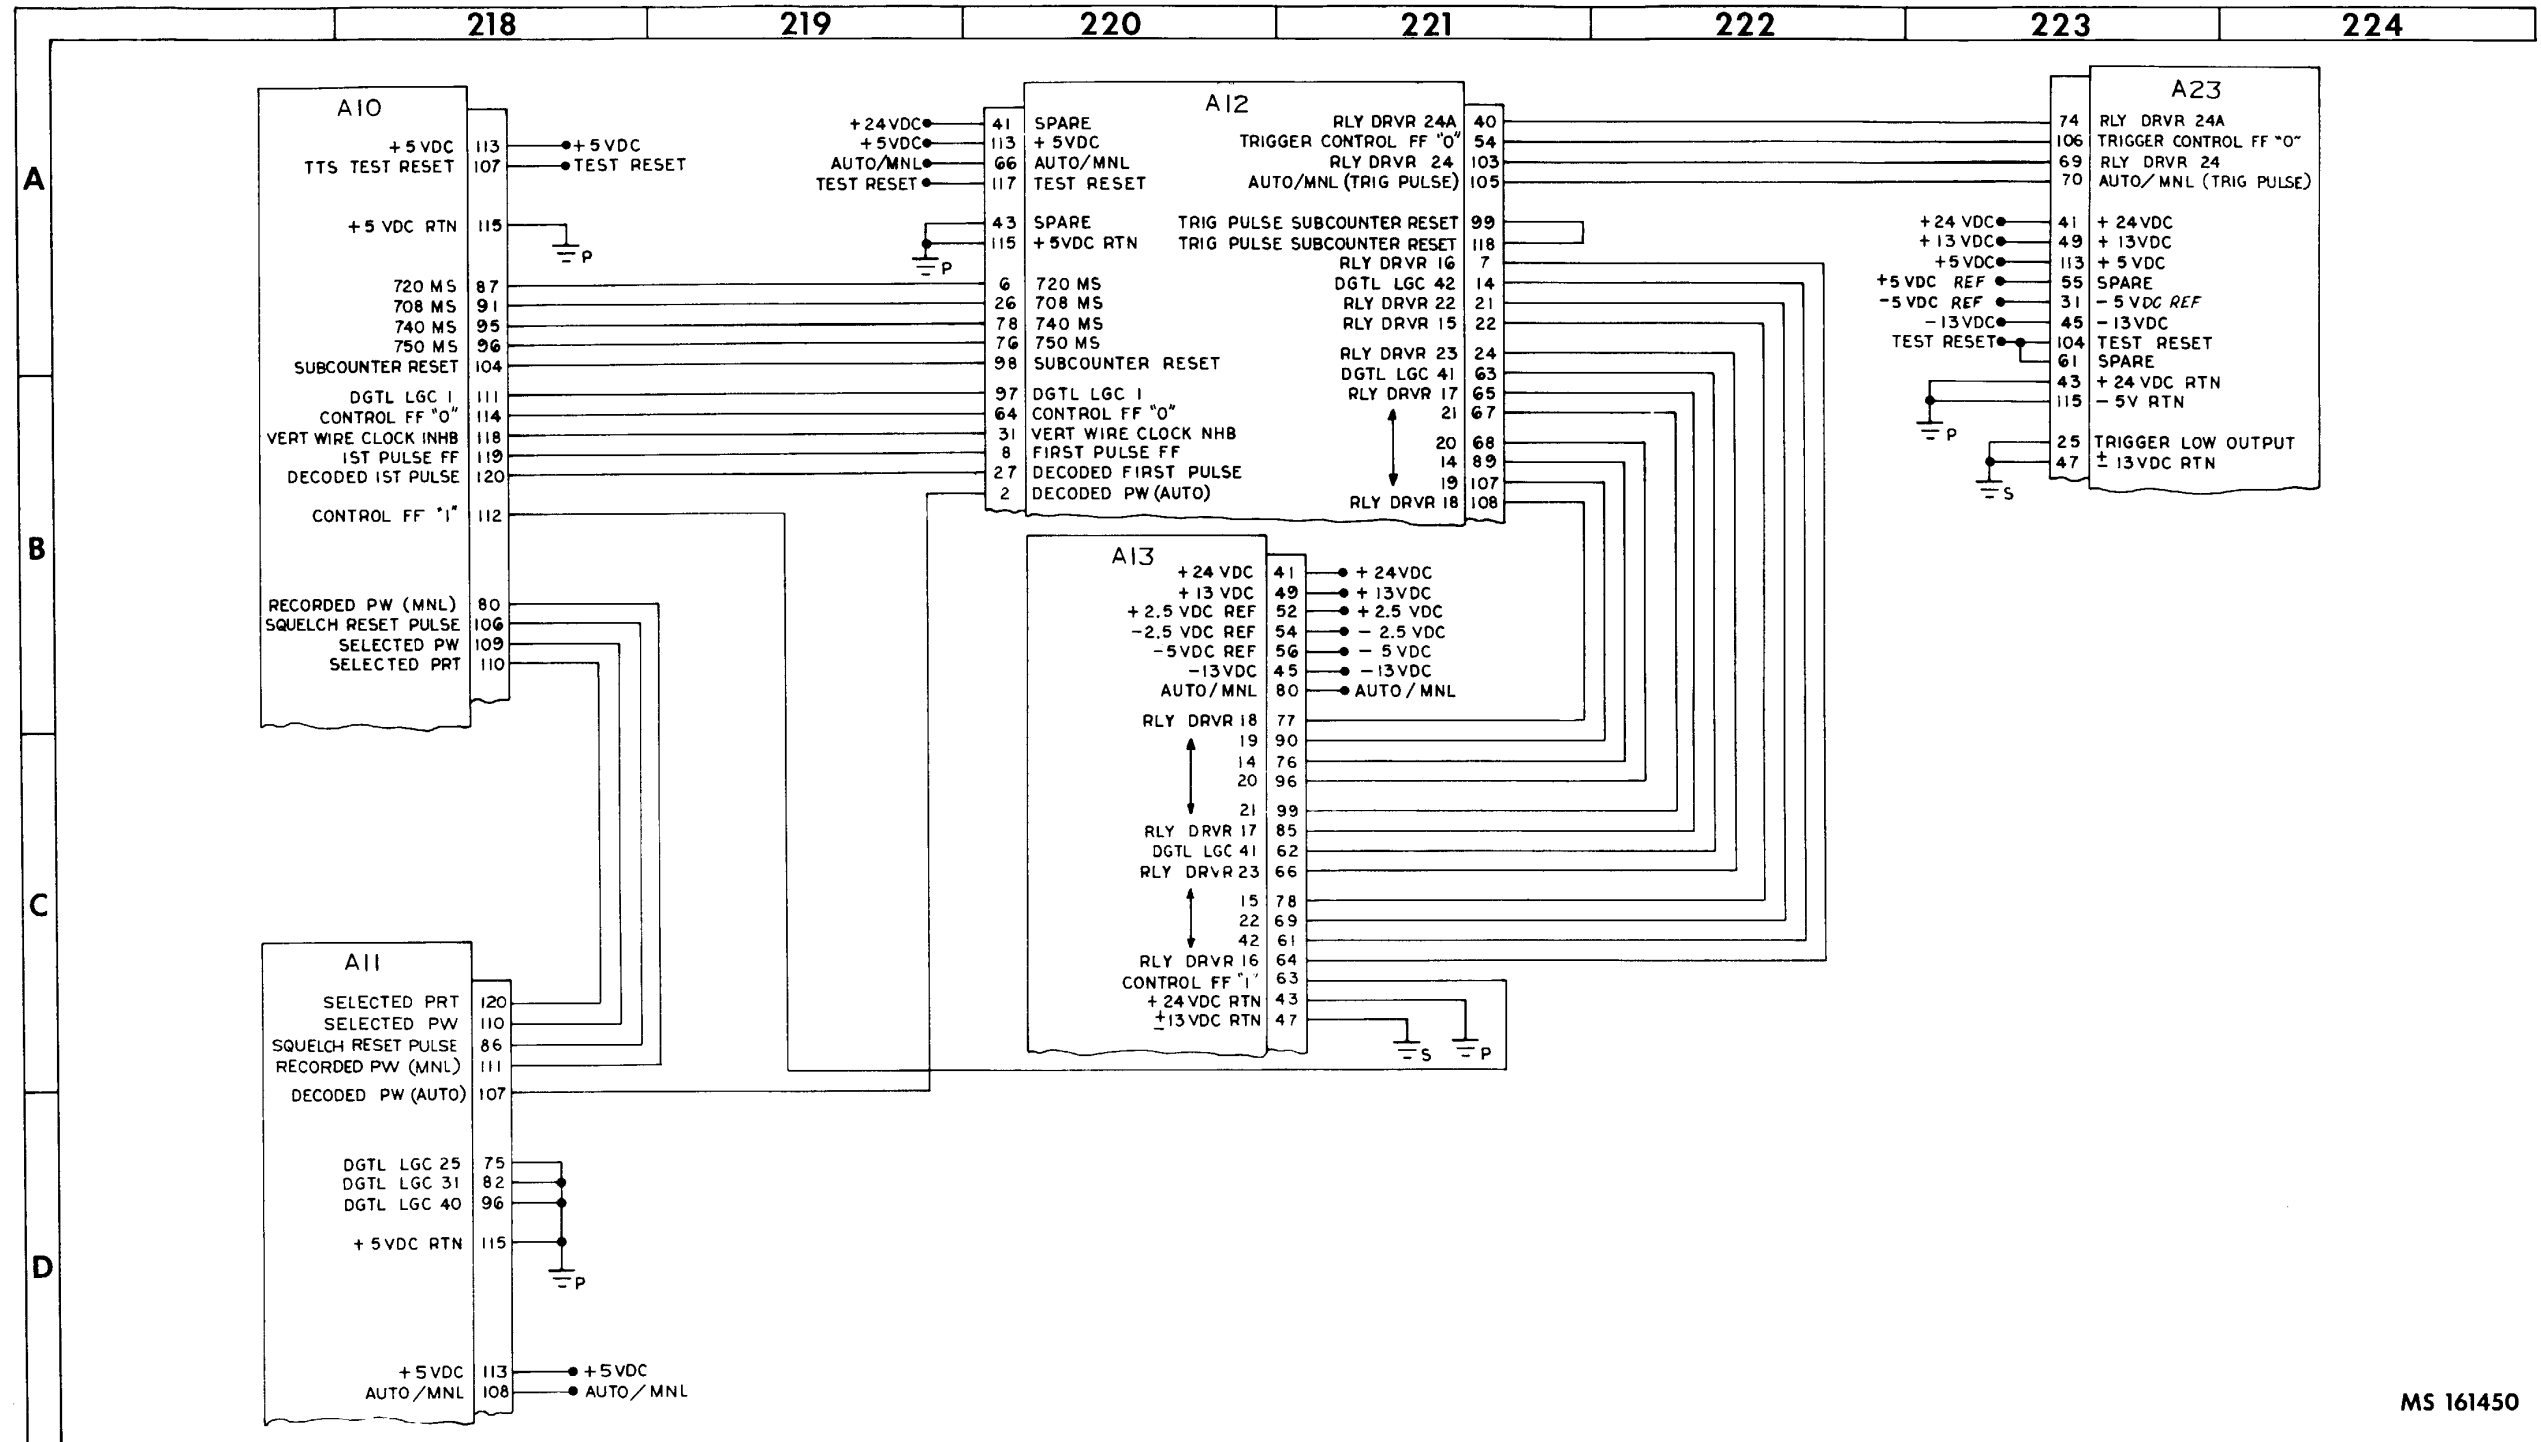 218 219 220 221 222 223 224
A
B
C
D
A10
+5VDC 113 +5VDC
TTS TEST RESET 107 TEST RESET
+5 VDC RTN 115 P
720 MS 87
708 MS 91
740 MS 95
750 MS 96
SUBCOUNTER RESET 104
DGTL LGC 1 111
CONTROL FF "0" 114
VERT WIRE CLOCK INHB 118
1ST PULSE FF 119
DECODED 1ST PULSE 120
CONTROL FF "1" 112
RECORDED PW (MNL) 80
SQUELCH RESET PULSE 106
SELECTED PW 109
SELECTED PRT 110
A11
SELECTED PRT 120
SELECTED PW 110
SQUELCH RESET PULSE 86
RECORDED PW (MNL) 111
DECODED PW (AUTO) 107
DGTL LGC 25 75
DGTL LGC 31 82
DGTL LGC 40 96
+5VDC RTN 115
P
+5VDC 113 +5VDC
AUTO/MNL 108 AUTO/MNL
A12
+24VDC 41 SPARE
+5VDC 113 +5VDC
AUTO/MNL 66 AUTO/MNL
TEST RESET 117 TEST RESET
43 SPARE
115 +5VDC RTN
P
6 720 MS
26 708 MS
78 740 MS
76 750 MS
98 SUBCOUNTER RESET
97 DGTL LGC 1
64 CONTROL FF "0"
31 VERT WIRE CLOCK NHB
8 FIRST PULSE FF
27 DECODED FIRST PULSE
2 DECODED PW (AUTO)
RLY DRVR 24A 40
TRIGGER CONTROL FF "0" 54
RLY DRVR 24 103
AUTO/MNL (TRIG PULSE) 105
TRIG PULSE SUBCOUNTER RESET 99
TRIG PULSE SUBCOUNTER RESET 118
RLY DRVR 16 7
DGTL LGC 42 14
RLY DRVR 22 21
RLY DRVR 15 22
RLY DRVR 23 24
DGTL LGC 41 63
RLY DRVR 17 65
21 67
20 68
14 89
19 107
RLY DRVR 18 108
A13
+24 VDC 41 +24VDC
+13 VDC 49 +13VDC
+2.5 VDC REF 52 +2.5 VDC
-2.5 VDC REF 54 -2.5 VDC
-5VDC REF 56 -5VDC
-13VDC 45 -13VDC
AUTO/MNL 80 AUTO/MNL
RLY DRVR 18 77
19 90
14 76
20 96
21 99
RLY DRVR 17 85
DGTL LGC 41 62
RLY DRVR 23 66
15 78
22 69
42 61
RLY DRVR 16 64
CONTROL FF "1" 63
+24VDC RTN 43
±13VDC RTN 47
S P
A23
74 RLY DRVR 24A
106 TRIGGER CONTROL FF "0"
69 RLY DRVR 24
70 AUTO/MNL (TRIG PULSE)
+24 VDC 41 +24VDC
+13 VDC 49 +13VDC
+5VDC 113 +5VDC
+5VDC REF 55 SPARE
-5VDC REF 31 -5VDC REF
-13VDC 45 -13VDC
TEST RESET 104 TEST RESET
61 SPARE
43 +24VDC RTN
115 -5V RTN
P
25 TRIGGER LOW OUTPUT
47 ±13VDC RTN
S
MS 161450